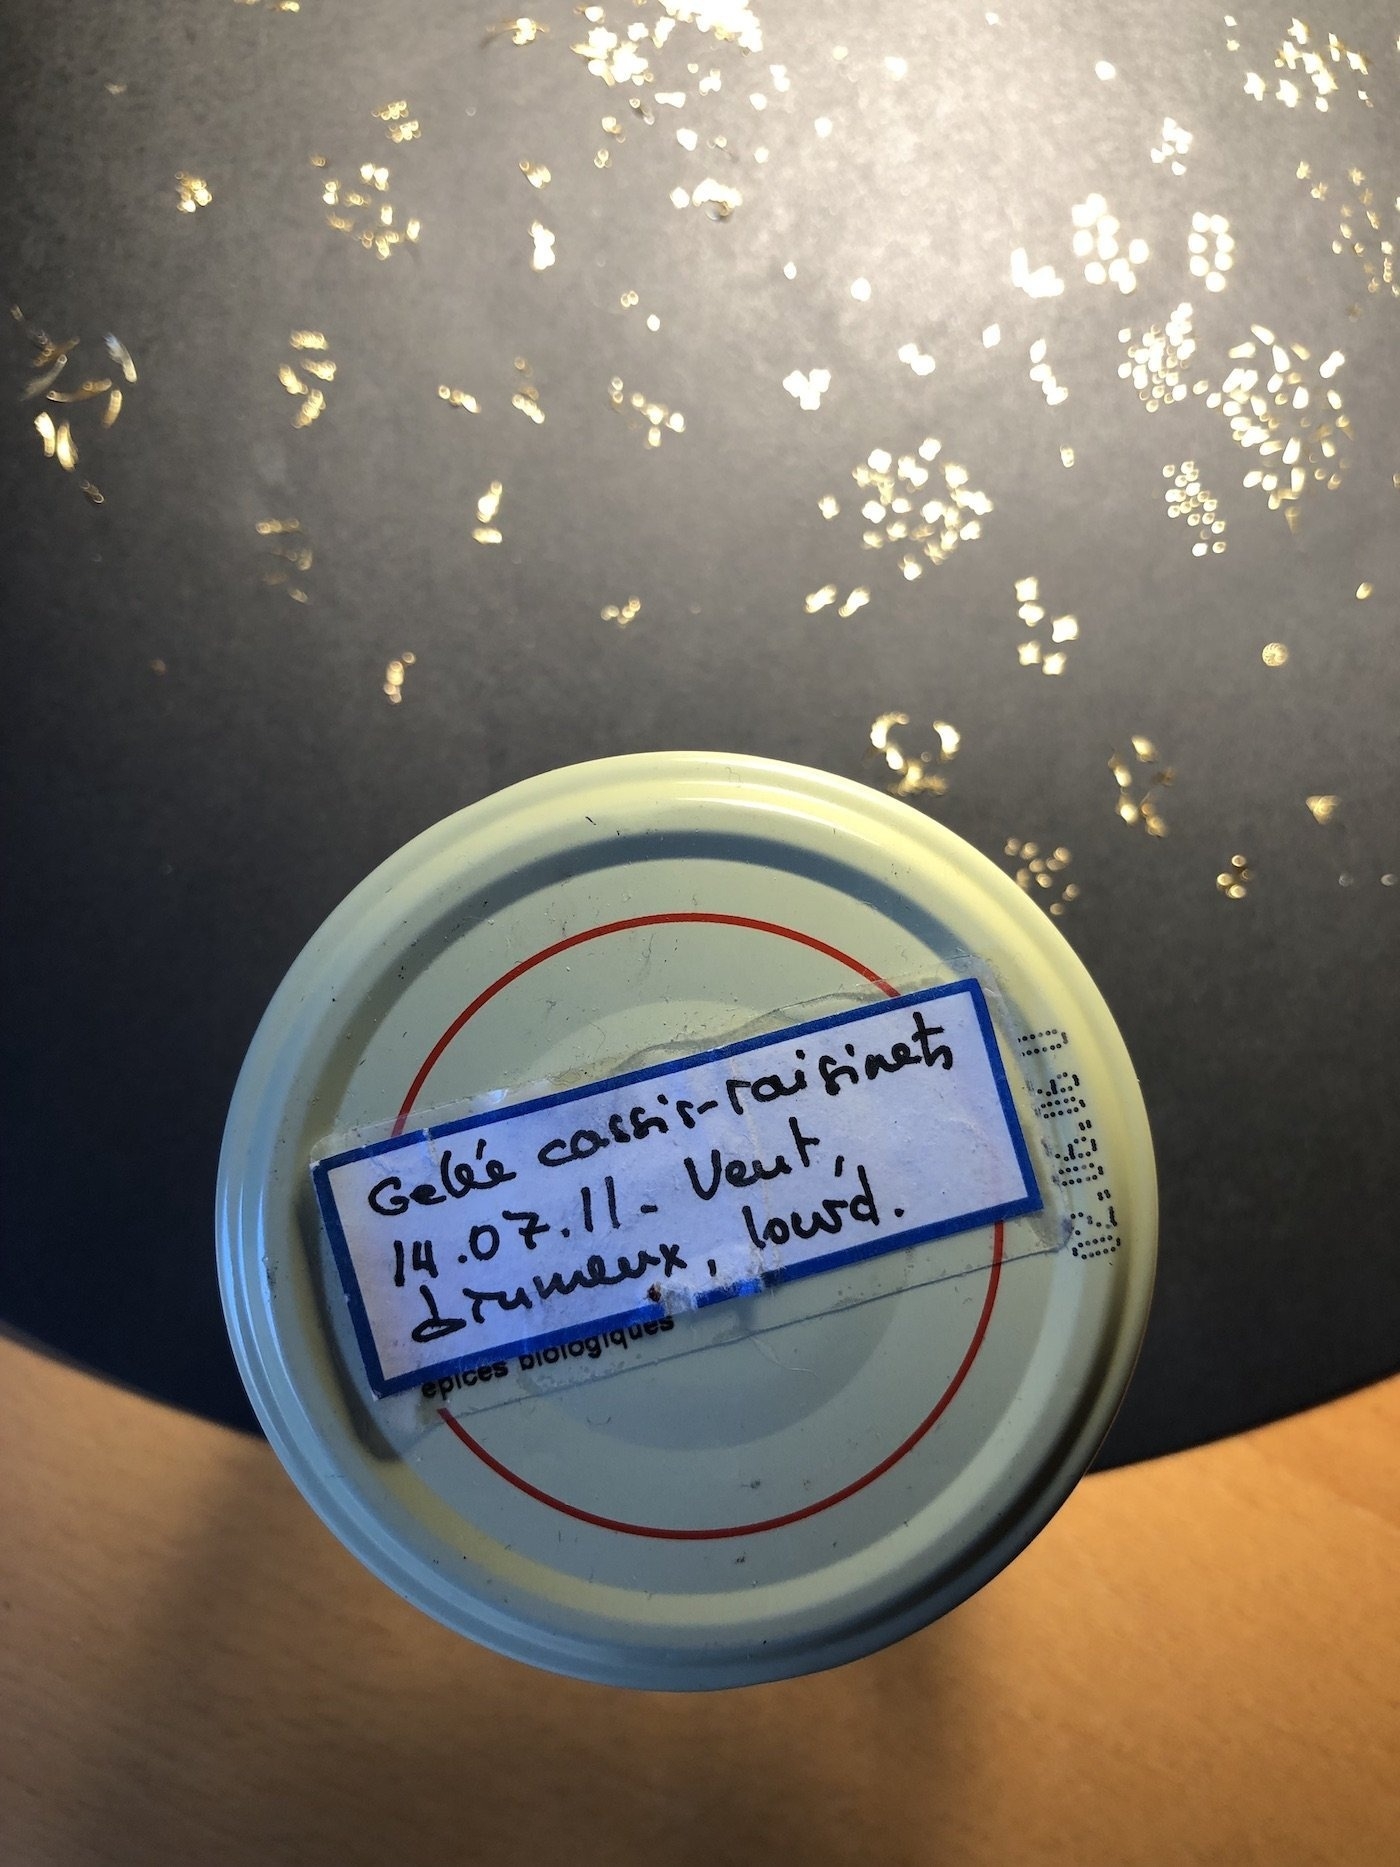 Gelée cassis-raisinets
14.07.11. Vent,
brumeux, lourd.
épices biologiques